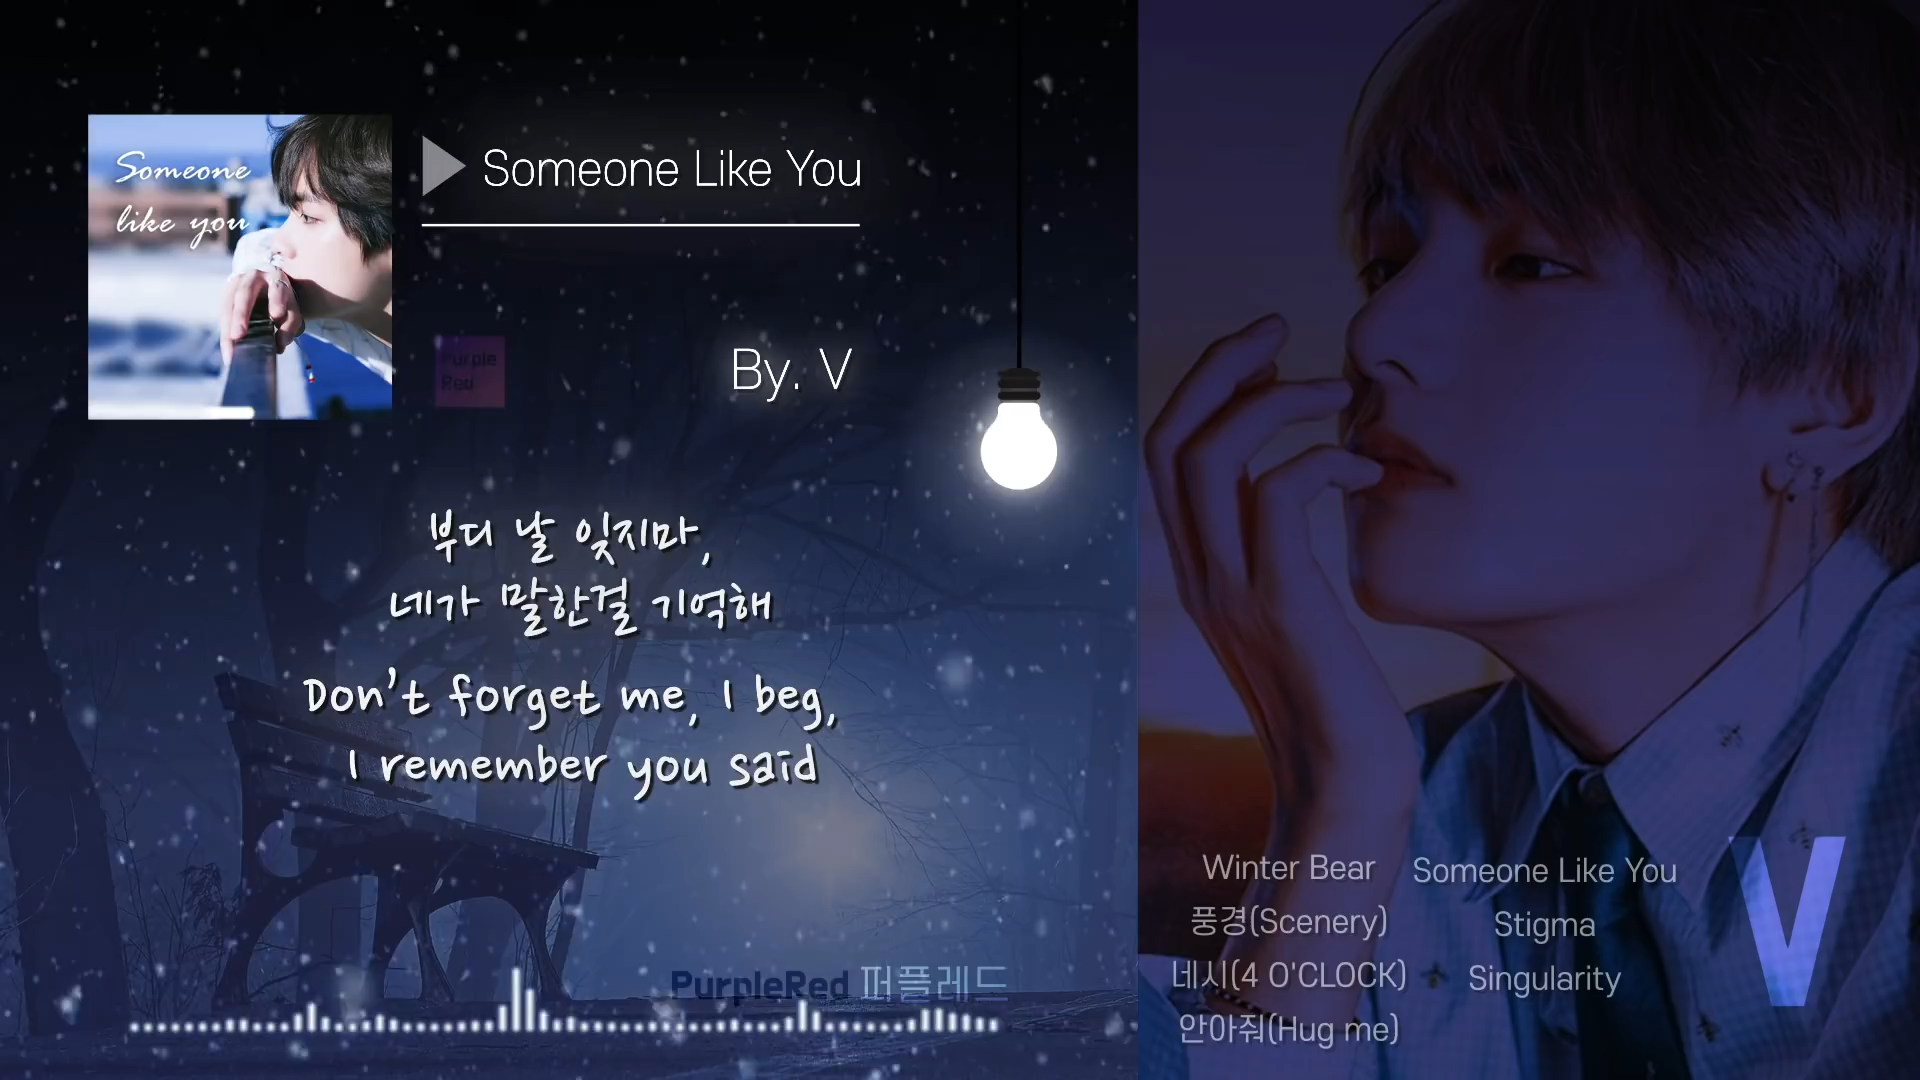 Someone
like you
Someone Like You
By. V
Purple
Red
부디 날 잊지마,
네가 말한걸 기억해
Don't forget me, I beg,
I remember you said
PurpleRed 퍼플레드
Winter Bear
풍경(Scenery)
네시(4 O'CLOCK)
안아줘(Hug me)
Someone Like You
Stigma
Singularity
V